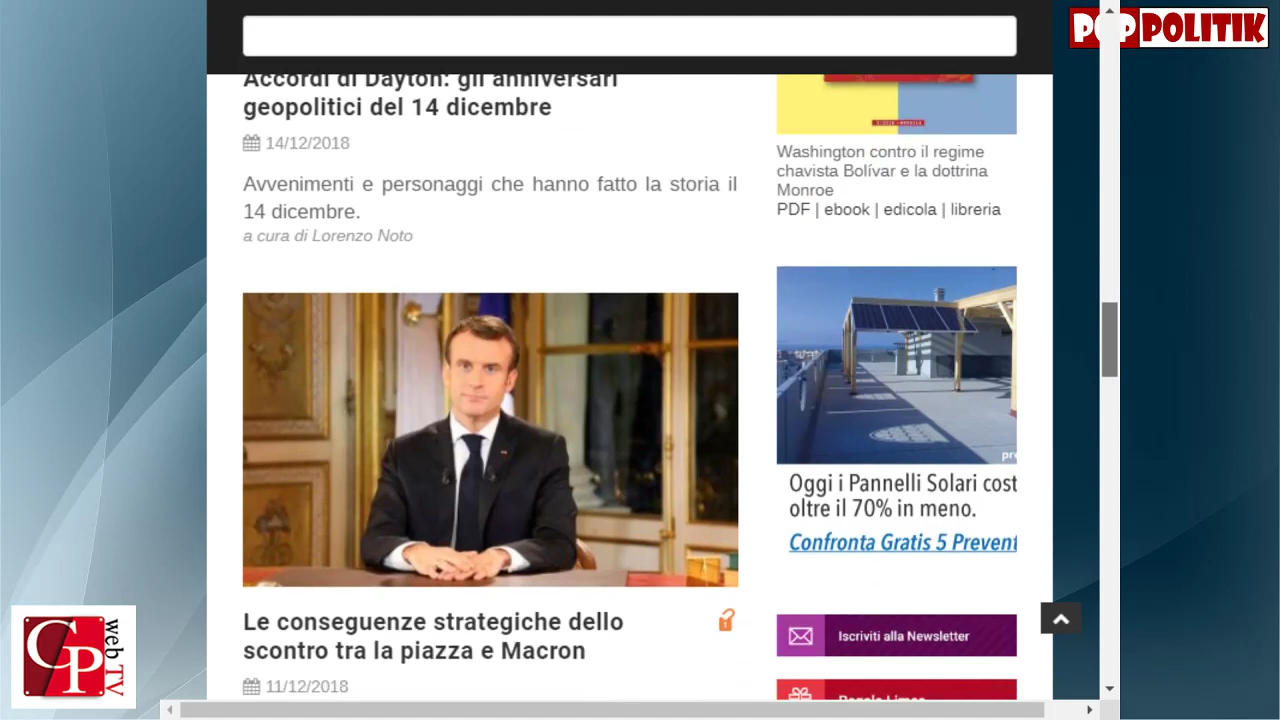 POPPOLITIK
Accordi di Dayton: gli anniversari
geopolitici del 14 dicembre
14/12/2018
Avvenimenti e personaggi che hanno fatto la storia il
14 dicembre.
a cura di Lorenzo Noto
Le conseguenze strategiche dello
scontro tra la piazza e Macron
11/12/2018
Washington contro il regime
chavista Bolívar e la dottrina
Monroe
PDF | ebook | edicola | libreria
Oggi i Pannelli Solari cost
oltre il 70% in meno.
Confronta Gratis 5 Prevent
Iscriviti alla Newsletter
Regala Limes
CP
web TV